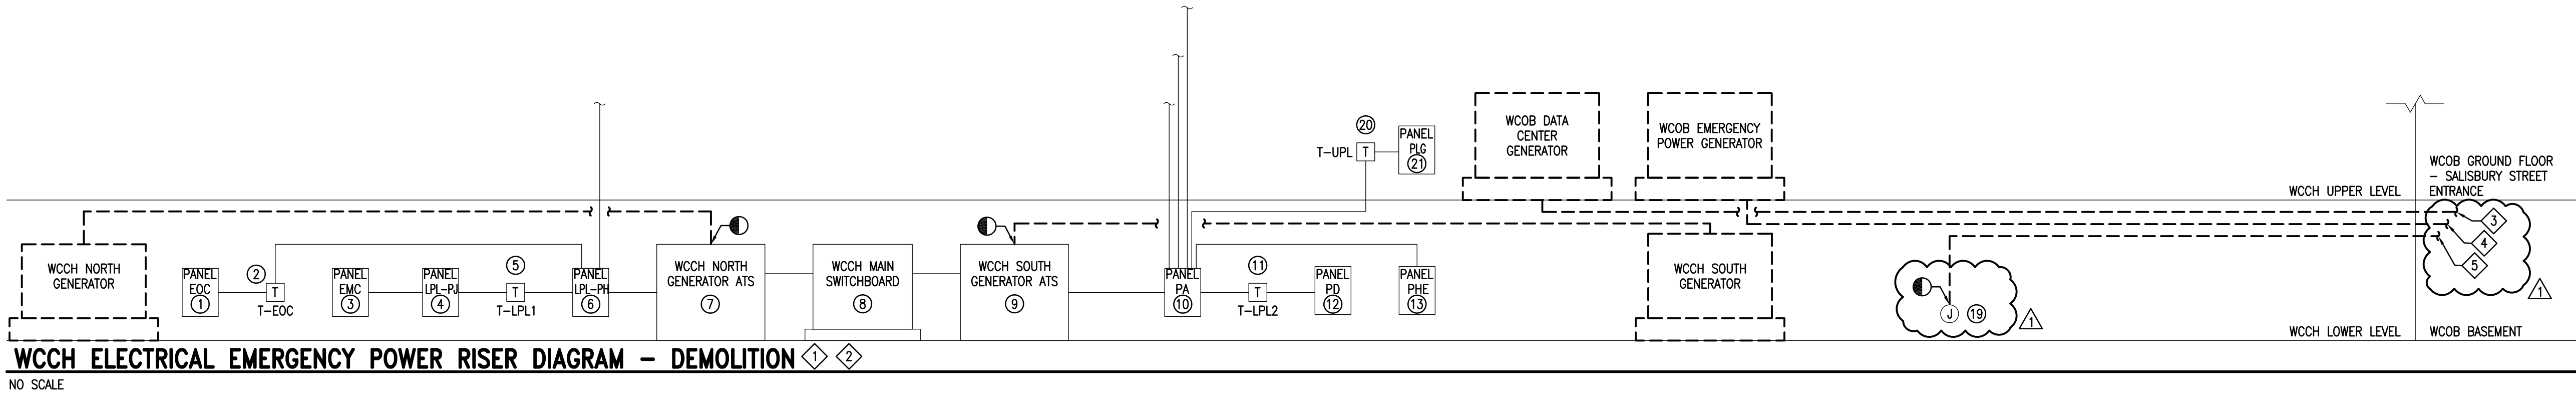 WCCH NORTH
GENERATOR
PANEL
EOC
1
2
T
T-EOC
PANEL
EMC
3
PANEL
LPL-PJ
4
5
T
T-LPL1
PANEL
LPL-PH
6
WCCH NORTH
GENERATOR ATS
7
WCCH MAIN
SWITCHBOARD
8
WCCH SOUTH
GENERATOR ATS
9
PANEL
PA
10
11
T
T-LPL2
PANEL
PD
12
PANEL
PHE
13
20
T-UPL T
PANEL
PLG
21
WCOB DATA
CENTER
GENERATOR
WCOB EMERGENCY
POWER GENERATOR
WCCH SOUTH
GENERATOR
J 19
1
WCCH UPPER LEVEL
WCOB GROUND FLOOR
- SALISBURY STREET
ENTRANCE
3
4
5
1
WCCH LOWER LEVEL
WCOB BASEMENT
WCCH ELECTRICAL EMERGENCY POWER RISER DIAGRAM - DEMOLITION 1 2
NO SCALE